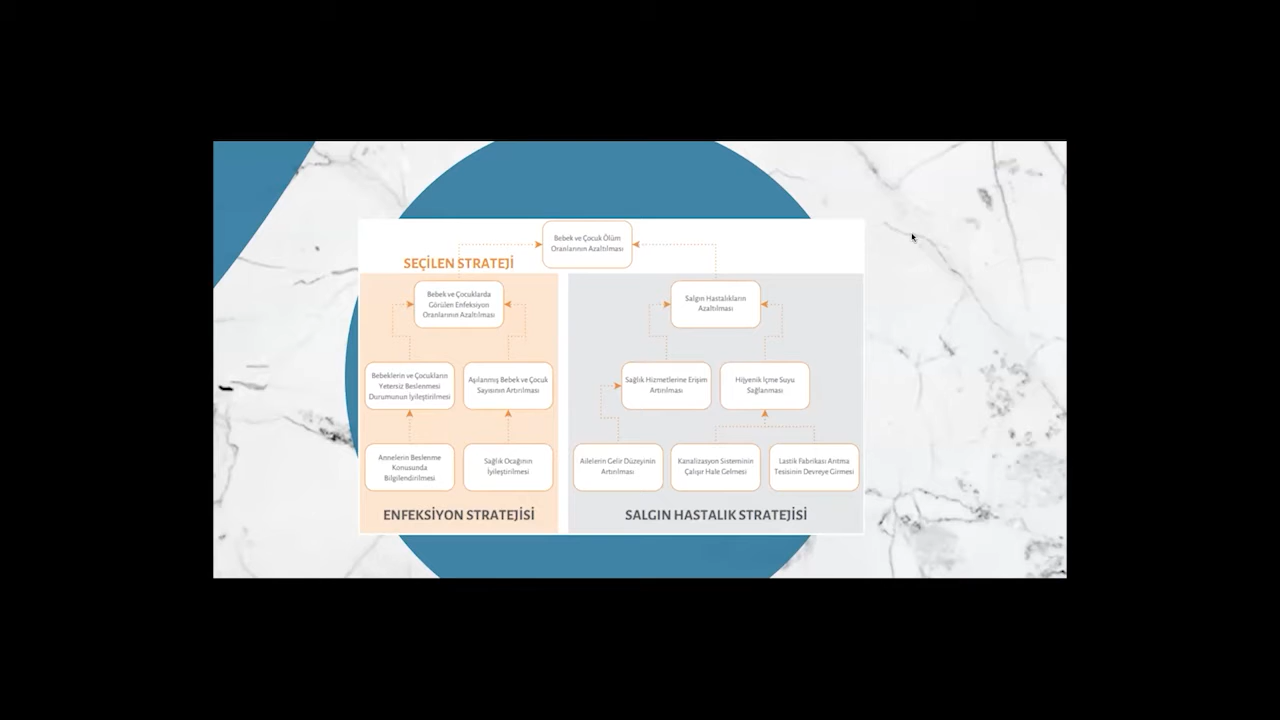 Bebek ve Çocuk Ölüm
Oranlarının Azaltılması
SEÇİLEN STRATEJİ
Bebek ve Çocuklarda
Görülen Enfeksiyon
Oranlarının Azaltılması
Salgın Hastalıkların
Azaltılması
Bebeklerin ve Çocukların
Yetersiz Beslenmesi
Durumunun İyileştirilmesi
Aşılanmış Bebek ve Çocuk
Sayısının Artırılması
Sağlık Hizmetlerine Erişim
Artırılması
Hijyenik İçme Suyu
Sağlanması
Annelerin Beslenme
Konusunda
Bilgilendirilmesi
Sağlık Ocağının
İyileştirilmesi
Ailelerin Gelir Düzeyinin
Artırılması
Kanalizasyon Sisteminin
Çalışır Hale Gelmesi
Lastik Fabrikası Arıtma
Tesisinin Devreye Girmesi
ENFEKSİYON STRATEJİSİ
SALGIN HASTALIK STRATEJİSİ